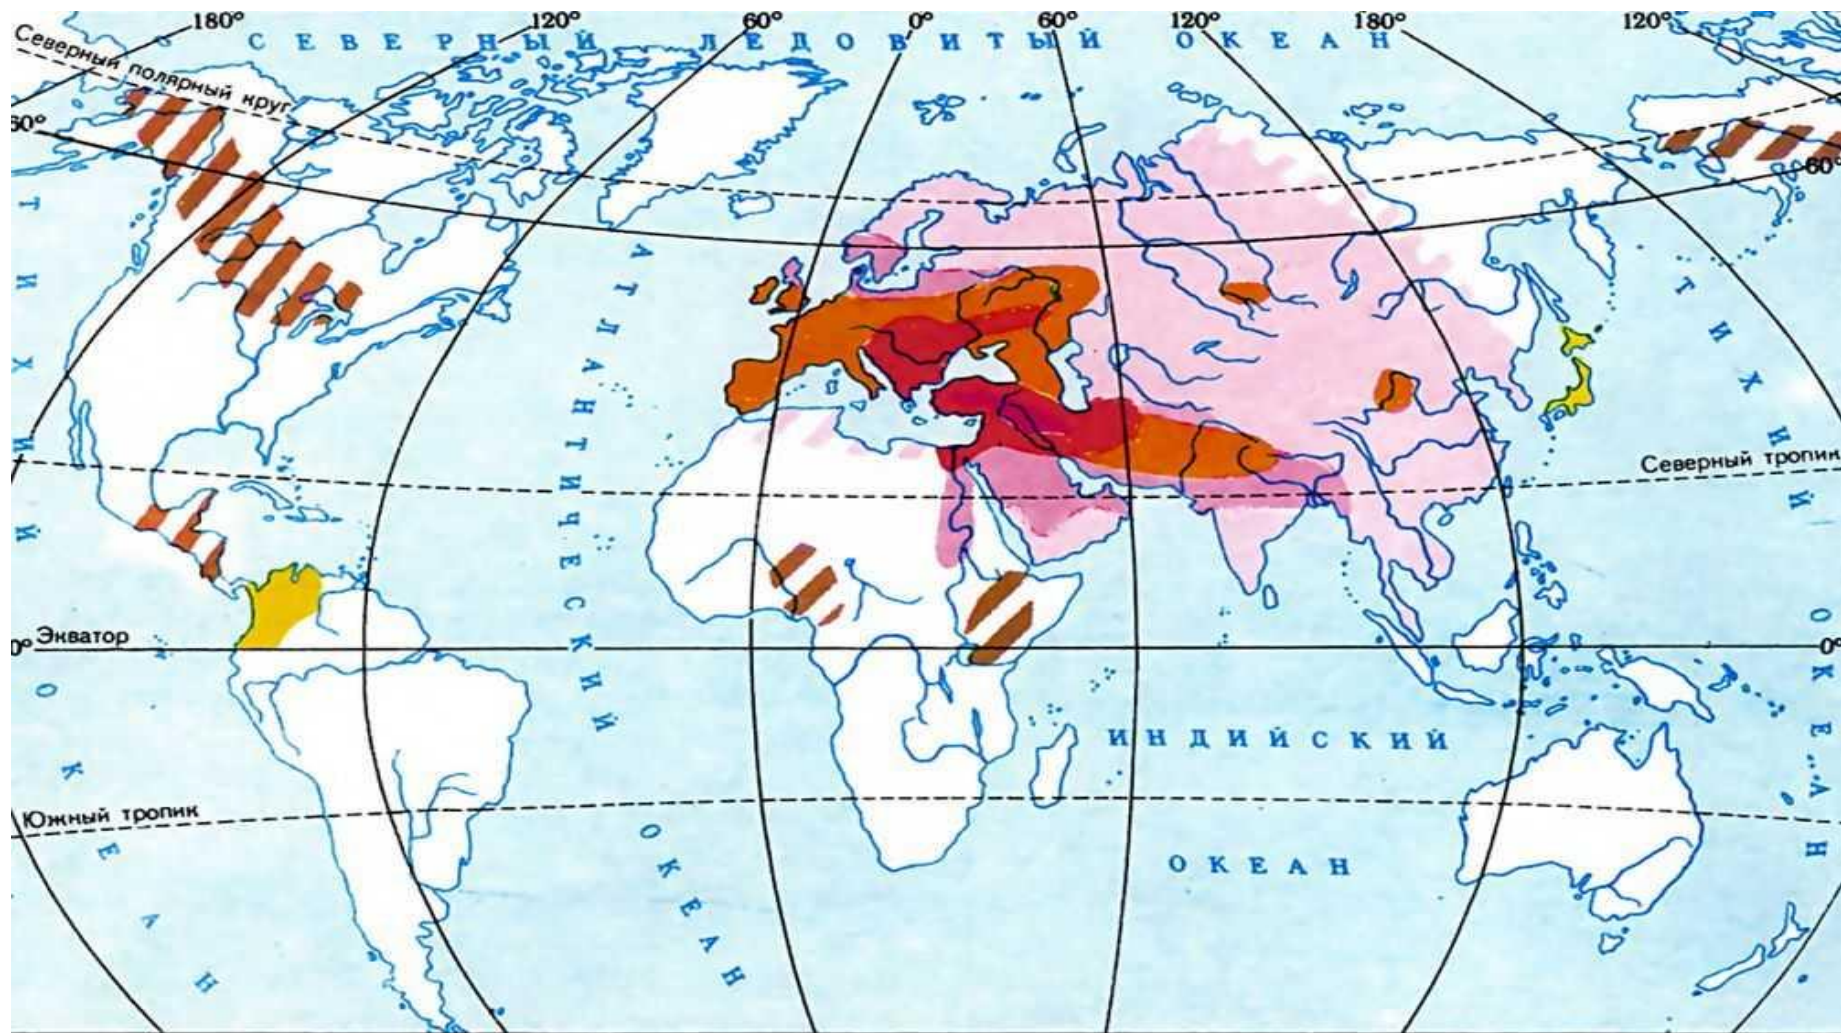 180° 120° 60° 0° 60° 120° 180° 120°
СЕВЕРНЫЙ ЛЕДОВИТЫЙ ОКЕАН
Северный полярный круг
60°
60°
ТИХИЙ
АТЛАНТИЧЕСКИЙ
ТИХИЙ
Северный тропик
Экватор
0°
0°
ОКЕАН
ИНДИЙСКИЙ
ОКЕАН
Южный тропик
ОКЕАН
ОКЕАН